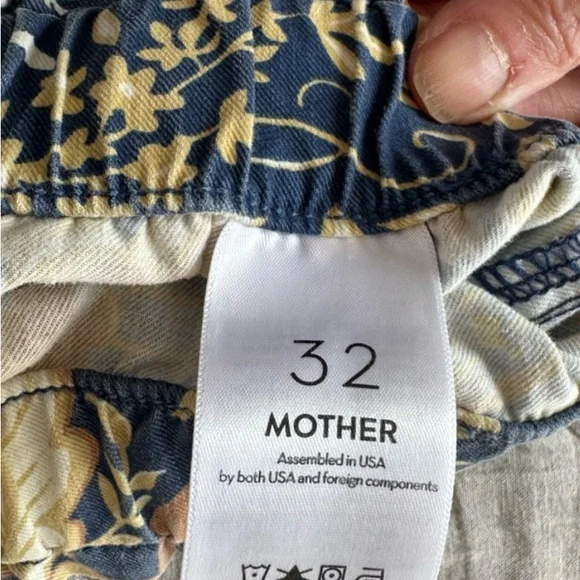 32
MOTHER
Assembled in USA
by both USA and foreign components